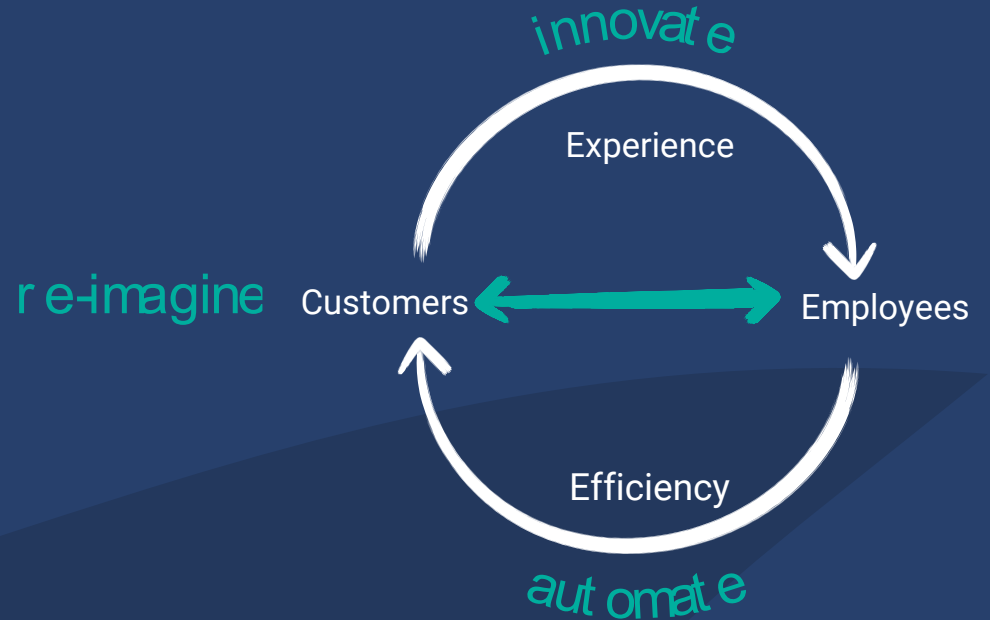 innovate
Experience
re-imagine
Customers
Employees
Efficiency
automate